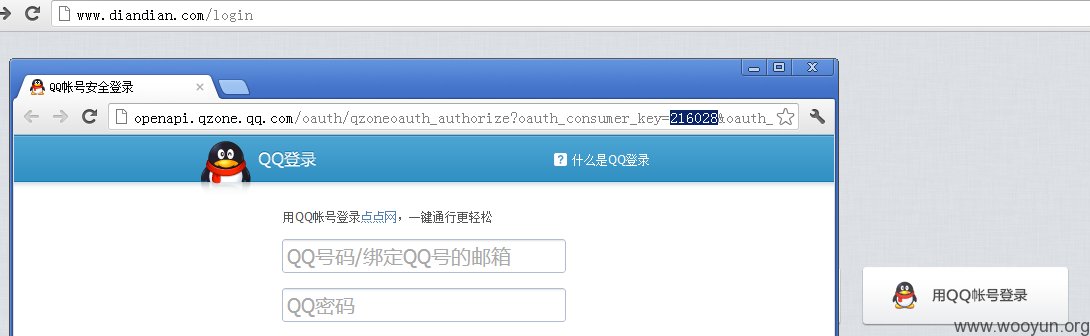 www.diandian.com/login
QQ帐号安全登录
openapi.qzone.qq.com/oauth/qzoneoauth_authorize?oauth_consumer_key=216028&oauth_
QQ登录
什么是QQ登录
用QQ帐号登录点点网，一键通行更轻松
QQ号码/绑定QQ号的邮箱
QQ密码
用QQ帐号登录
www.wooyun.org